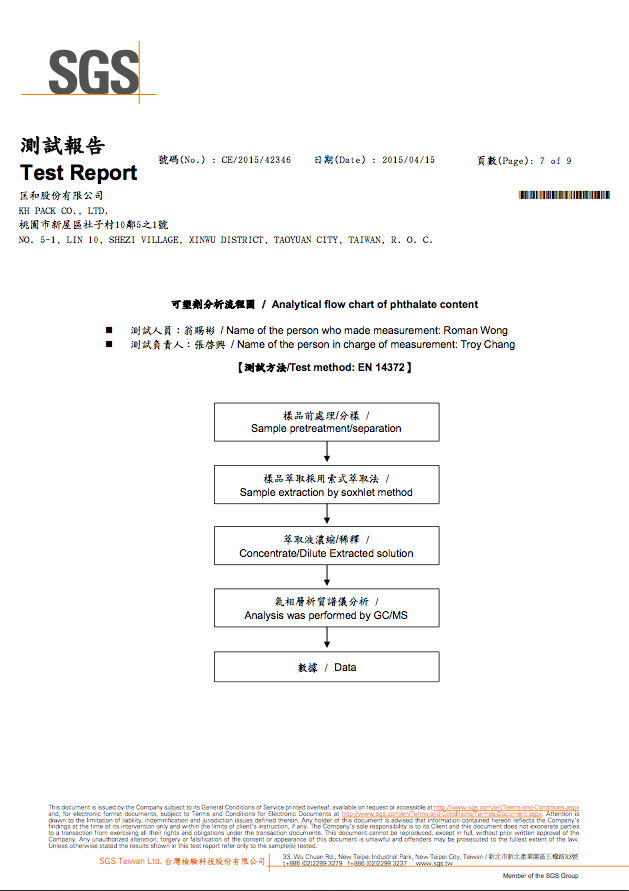 SGS
測試報告
Test Report
號碼(No.) : CE/2015/42346 日期(Date) : 2015/04/15 頁數(Page): 7 of 9
匡和股份有限公司
KH PACK CO., LTD.
桃園市新屋區社子村10鄰5之1號
NO. 5-1, LIN 10, SHEZI VILLAGE, XINWU DISTRICT, TAOYUAN CITY, TAIWAN, R. O. C.
可塑劑分析流程圖 / Analytical flow chart of phthalate content
■ 測試人員：翁賜彬 / Name of the person who made measurement: Roman Wong
■ 測試負責人：張啓興 / Name of the person in charge of measurement: Troy Chang
【測試方法/Test method: EN 14372】
樣品前處理/分樣 /
Sample pretreatment/separation
樣品萃取採用索式萃取法 /
Sample extraction by soxhlet method
萃取液濃縮/稀釋 /
Concentrate/Dilute Extracted solution
氣相層析質譜儀分析 /
Analysis was performed by GC/MS
數據 / Data
This document is issued by the Company subject to its General Conditions of Service printed overleaf, available on request or accessible at http://www.sgs.com/en/Terms-and-Conditions.aspx
and, for electronic format documents, subject to Terms and Conditions for Electronic Documents at http://www.sgs.com/en/Terms-and-Conditions/Terms-e-Document.aspx. Attention is
drawn to the limitation of liability, indemnification and jurisdiction issues defined therein. Any holder of this document is advised that information contained hereon reflects the Company's
findings at the time of its intervention only and within the limits of client's instruction, if any. The Company's sole responsibility is to its Client and this document does not exonerate parties
to a transaction from exercising all their rights and obligations under the transaction documents. This document cannot be reproduced, except in full, without prior written approval of the
Company. Any unauthorized alteration, forgery or falsification of the content or appearance of this document is unlawful and offenders may be prosecuted to the fullest extent of the law.
Unless otherwise stated the results shown in this test report refer only to the sample(s) tested.
SGS Taiwan Ltd. 台灣檢驗科技股份有限公司
33, Wu Chuan Rd., New Taipei Industrial Park, New Taipei City, Taiwan / 新北市新北產業園區五權路33號
t+886 (02)2299 3279 f+886 (02)2299 3237 www.sgs.tw
Member of the SGS Group